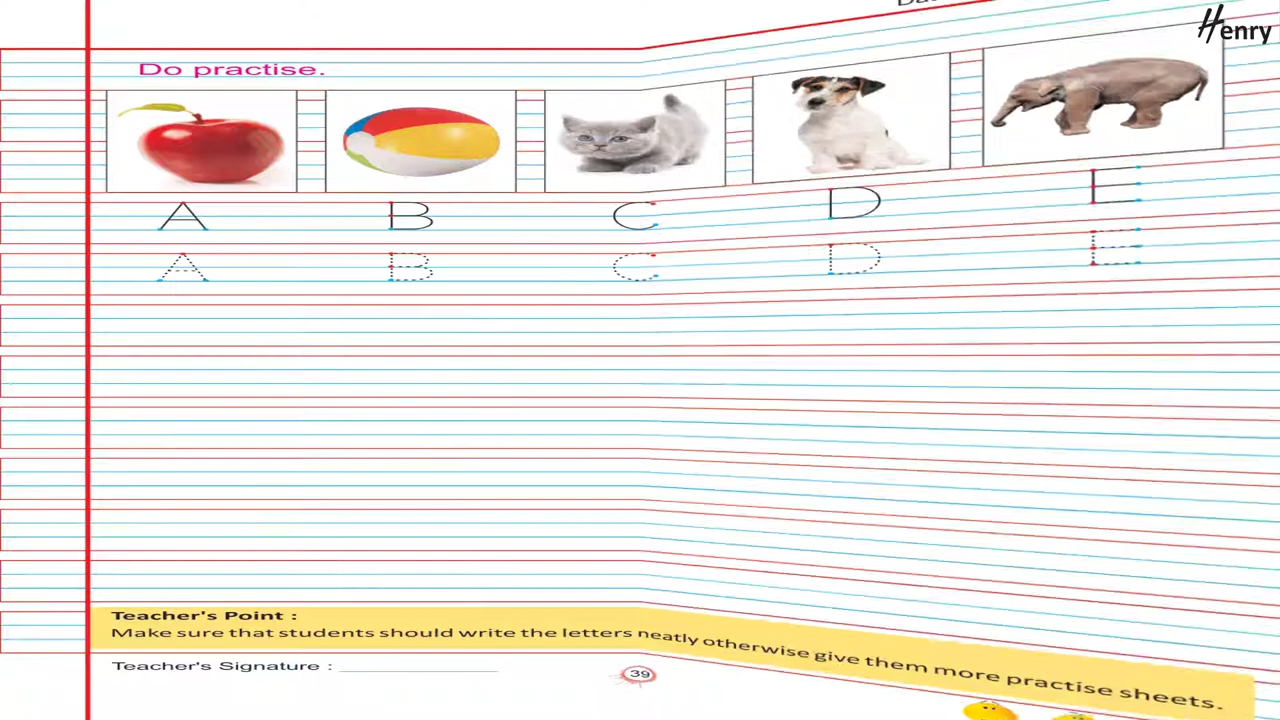 Henry
Do practise.
A B C D E
A B C D E
Teacher's Point :
Make sure that students should write the letters neatly otherwise give them more practise sheets.
Teacher's Signature :
39